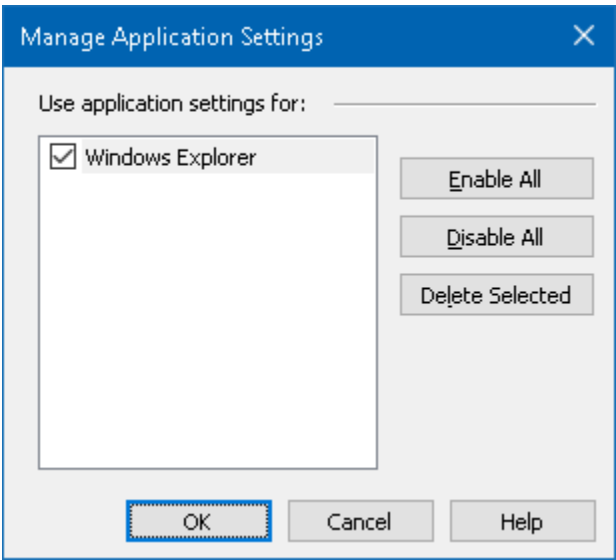 Manage Application Settings
Use application settings for:
Windows Explorer
Enable All
Disable All
Delete Selected
OK
Cancel
Help